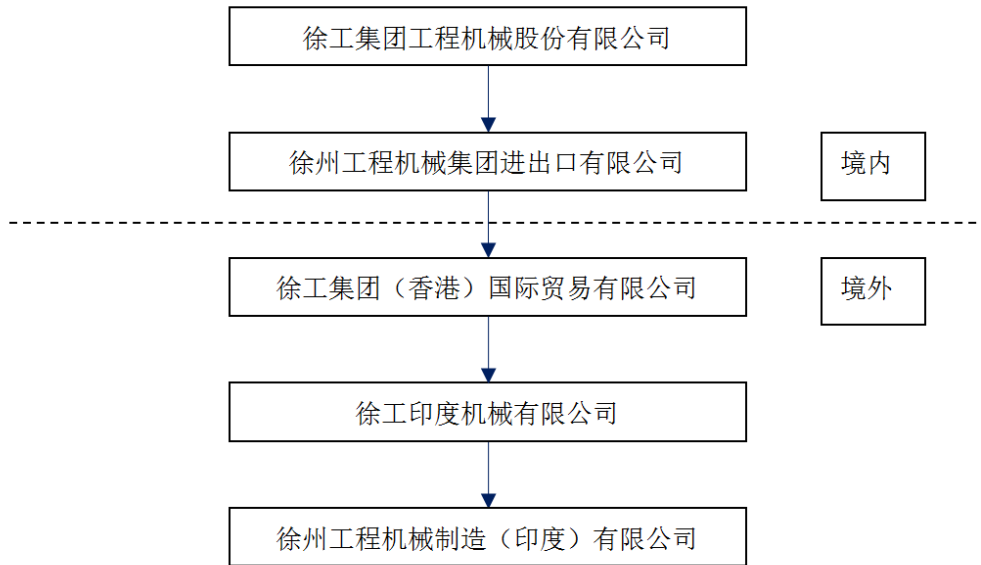 徐工集团工程机械股份有限公司
徐州工程机械集团进出口有限公司
境内
徐工集团（香港）国际贸易有限公司
境外
徐工印度机械有限公司
徐州工程机械制造（印度）有限公司